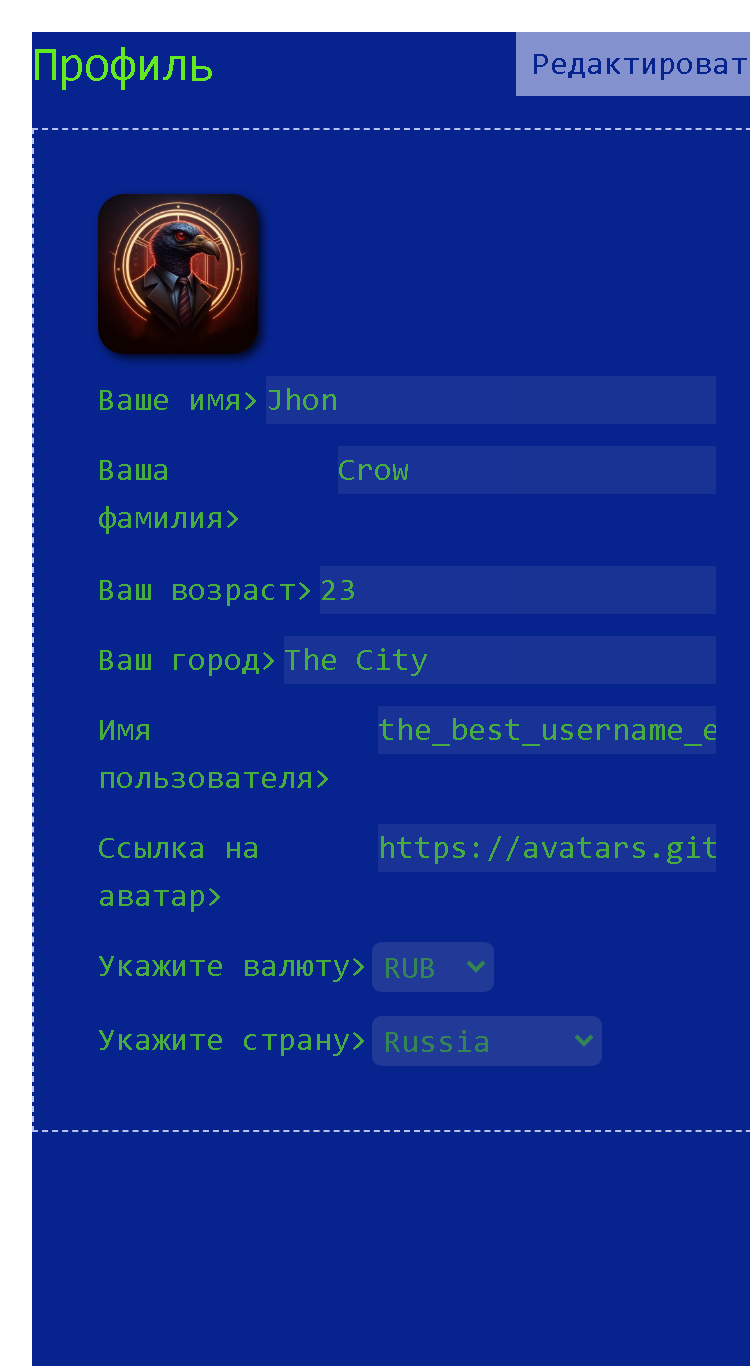 Профиль
Редактироват
Ваше имя> Jhon
Ваша Crow
фамилия>
Ваш возраст> 23
Ваш город> The City
Имя the_best_username_e
пользователя>
Ссылка на https://avatars.git
аватар>
Укажите валюту> RUB
Укажите страну> Russia